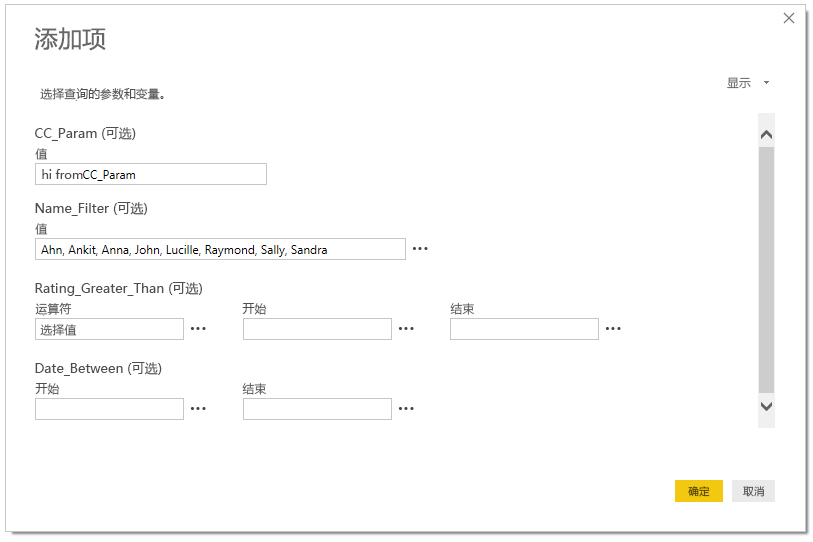 添加项
显示
选择查询的参数和变量。
CC_Param (可选)
值
hi fromCC_Param
Name_Filter (可选)
值
Ahn, Ankit, Anna, John, Lucille, Raymond, Sally, Sandra
Rating_Greater_Than (可选)
运算符 开始 结束
选择值
Date_Between (可选)
开始 结束
确定 取消